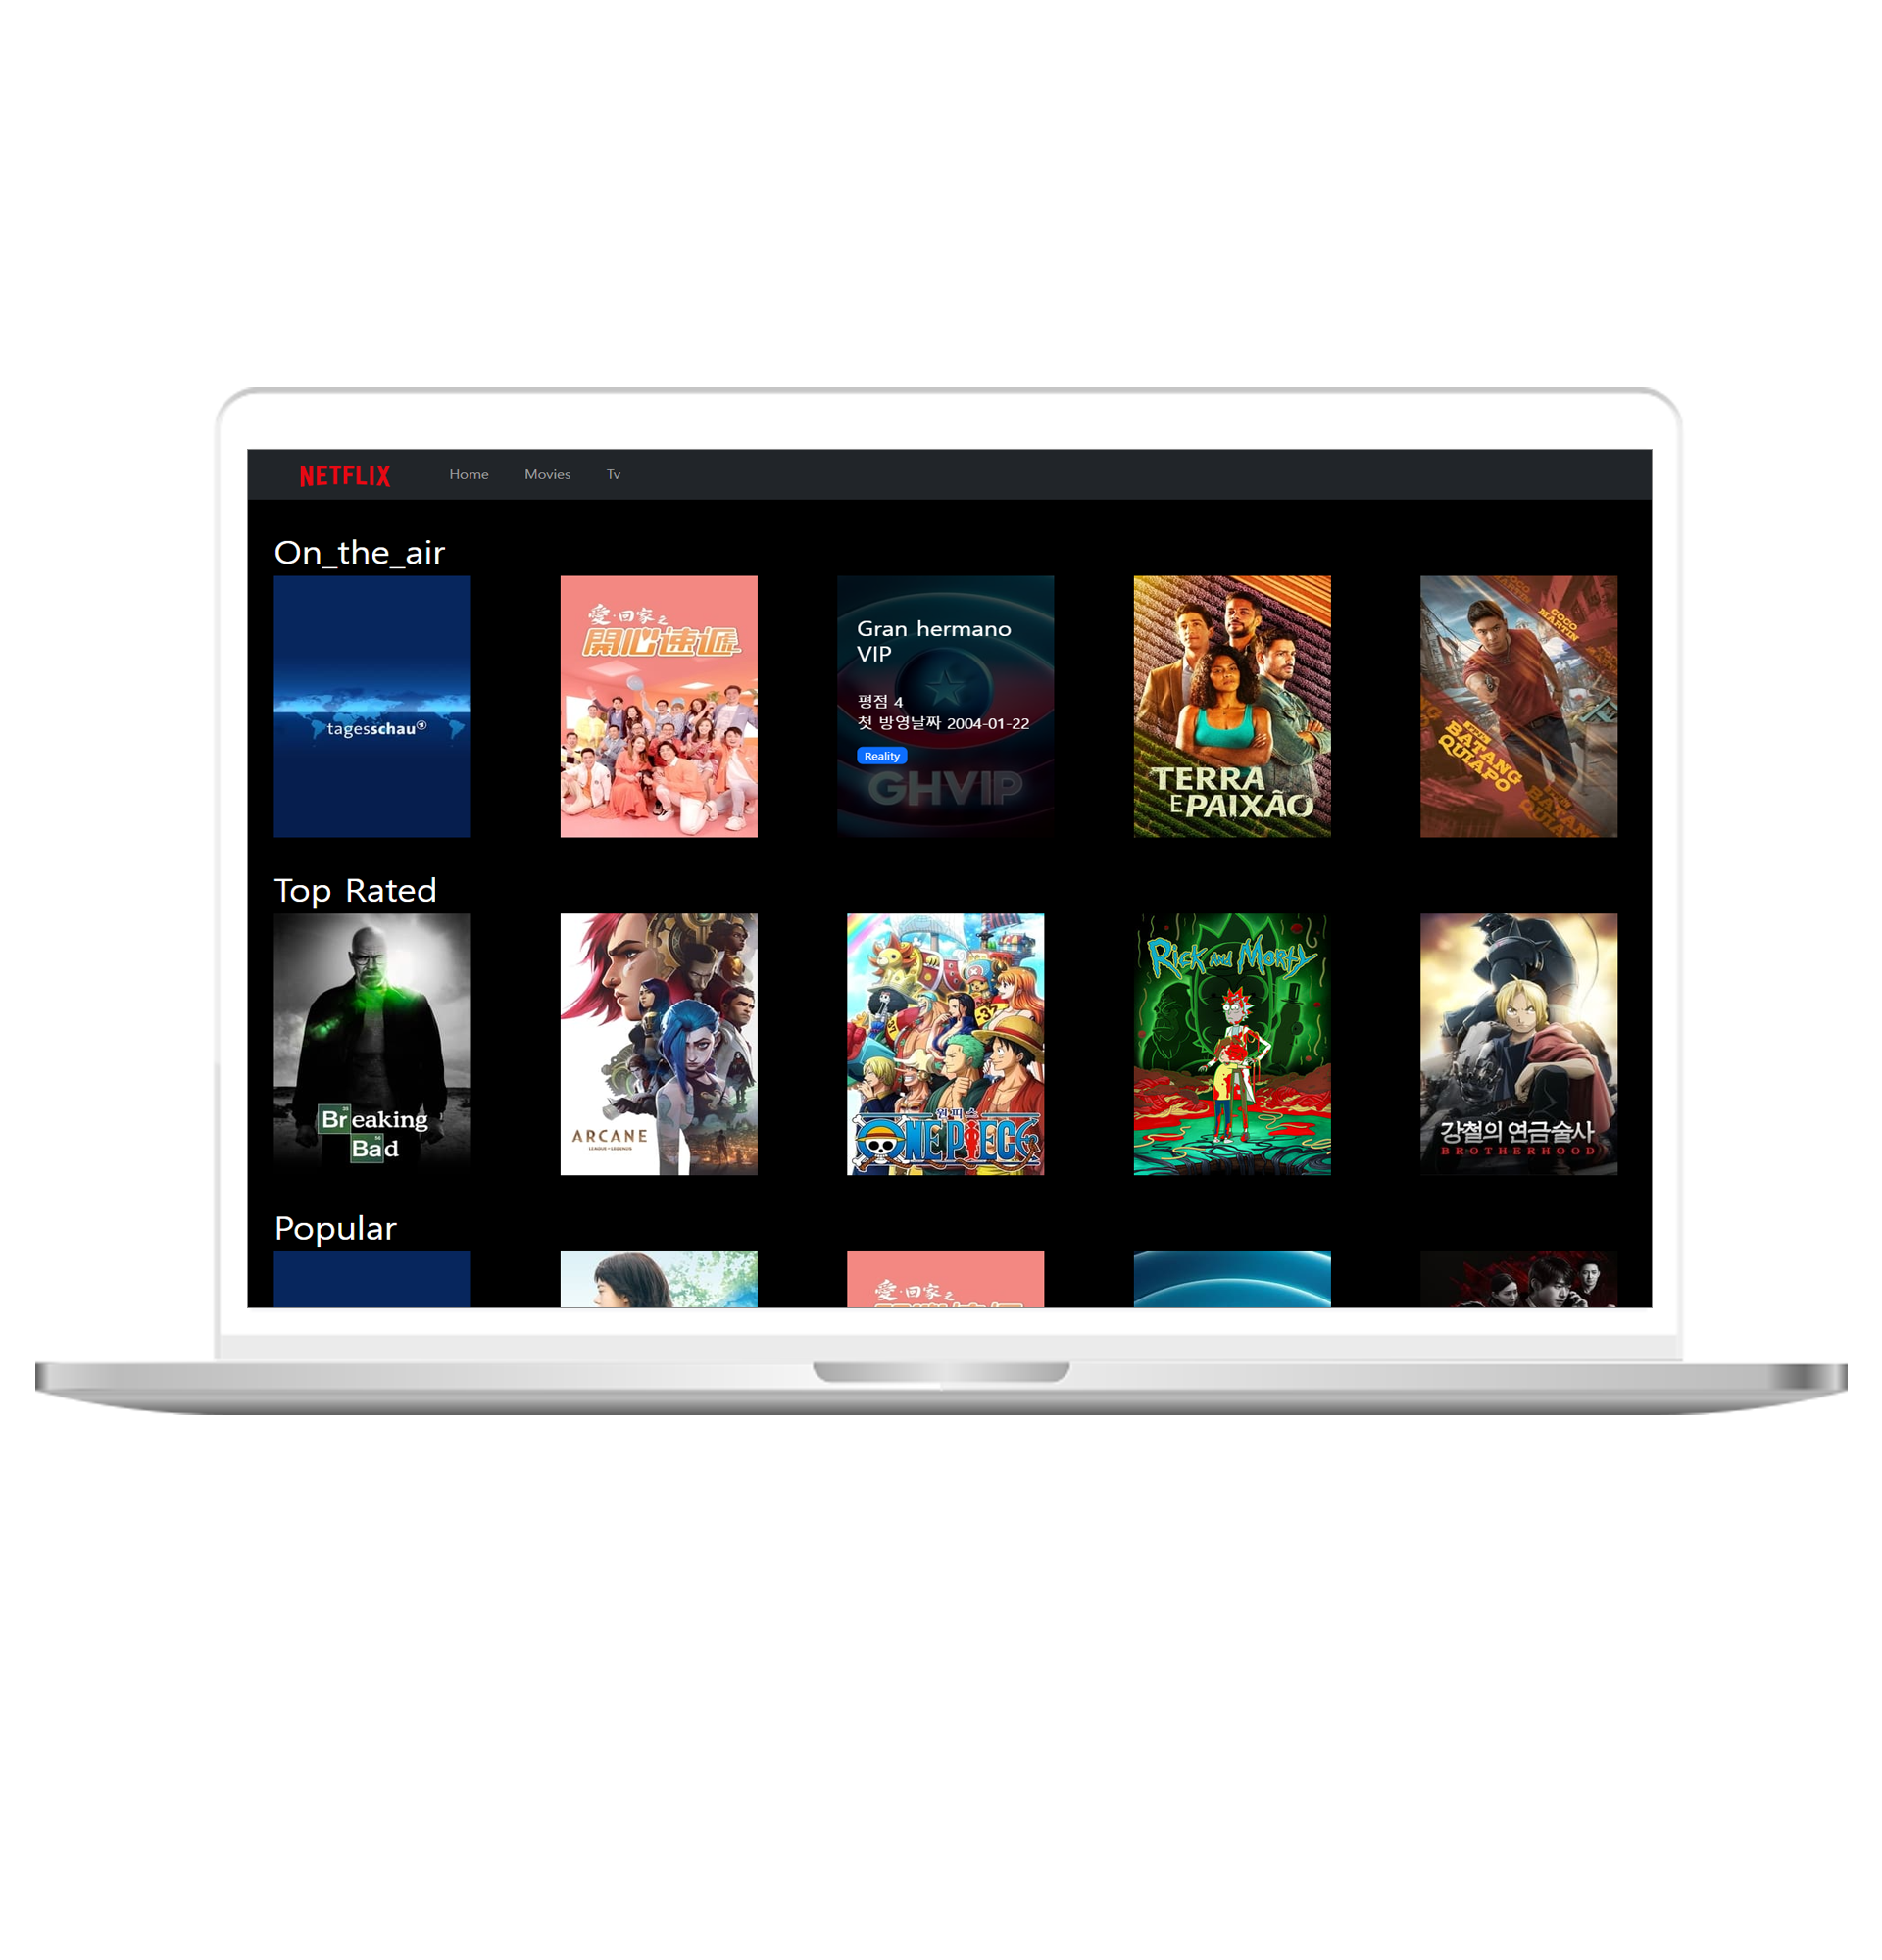 NETFLIX Home Movies Tv
On_the_air
tagesschau
愛·回家之
開心速遞
Gran hermano
VIP
평점 4
첫 방영날짜 2004-01-22
Reality
GHVIP
TERRA
E PAIXÃO
COCO
MARTIN
BATANG
QUIAPO
Top Rated
Breaking
Bad
ARCANE
LEAGUE OF LEGENDS
원피스
ONE PIECE
Rick and Morty
강철의 연금술사
BROTHERHOOD
Popular
愛·回家之